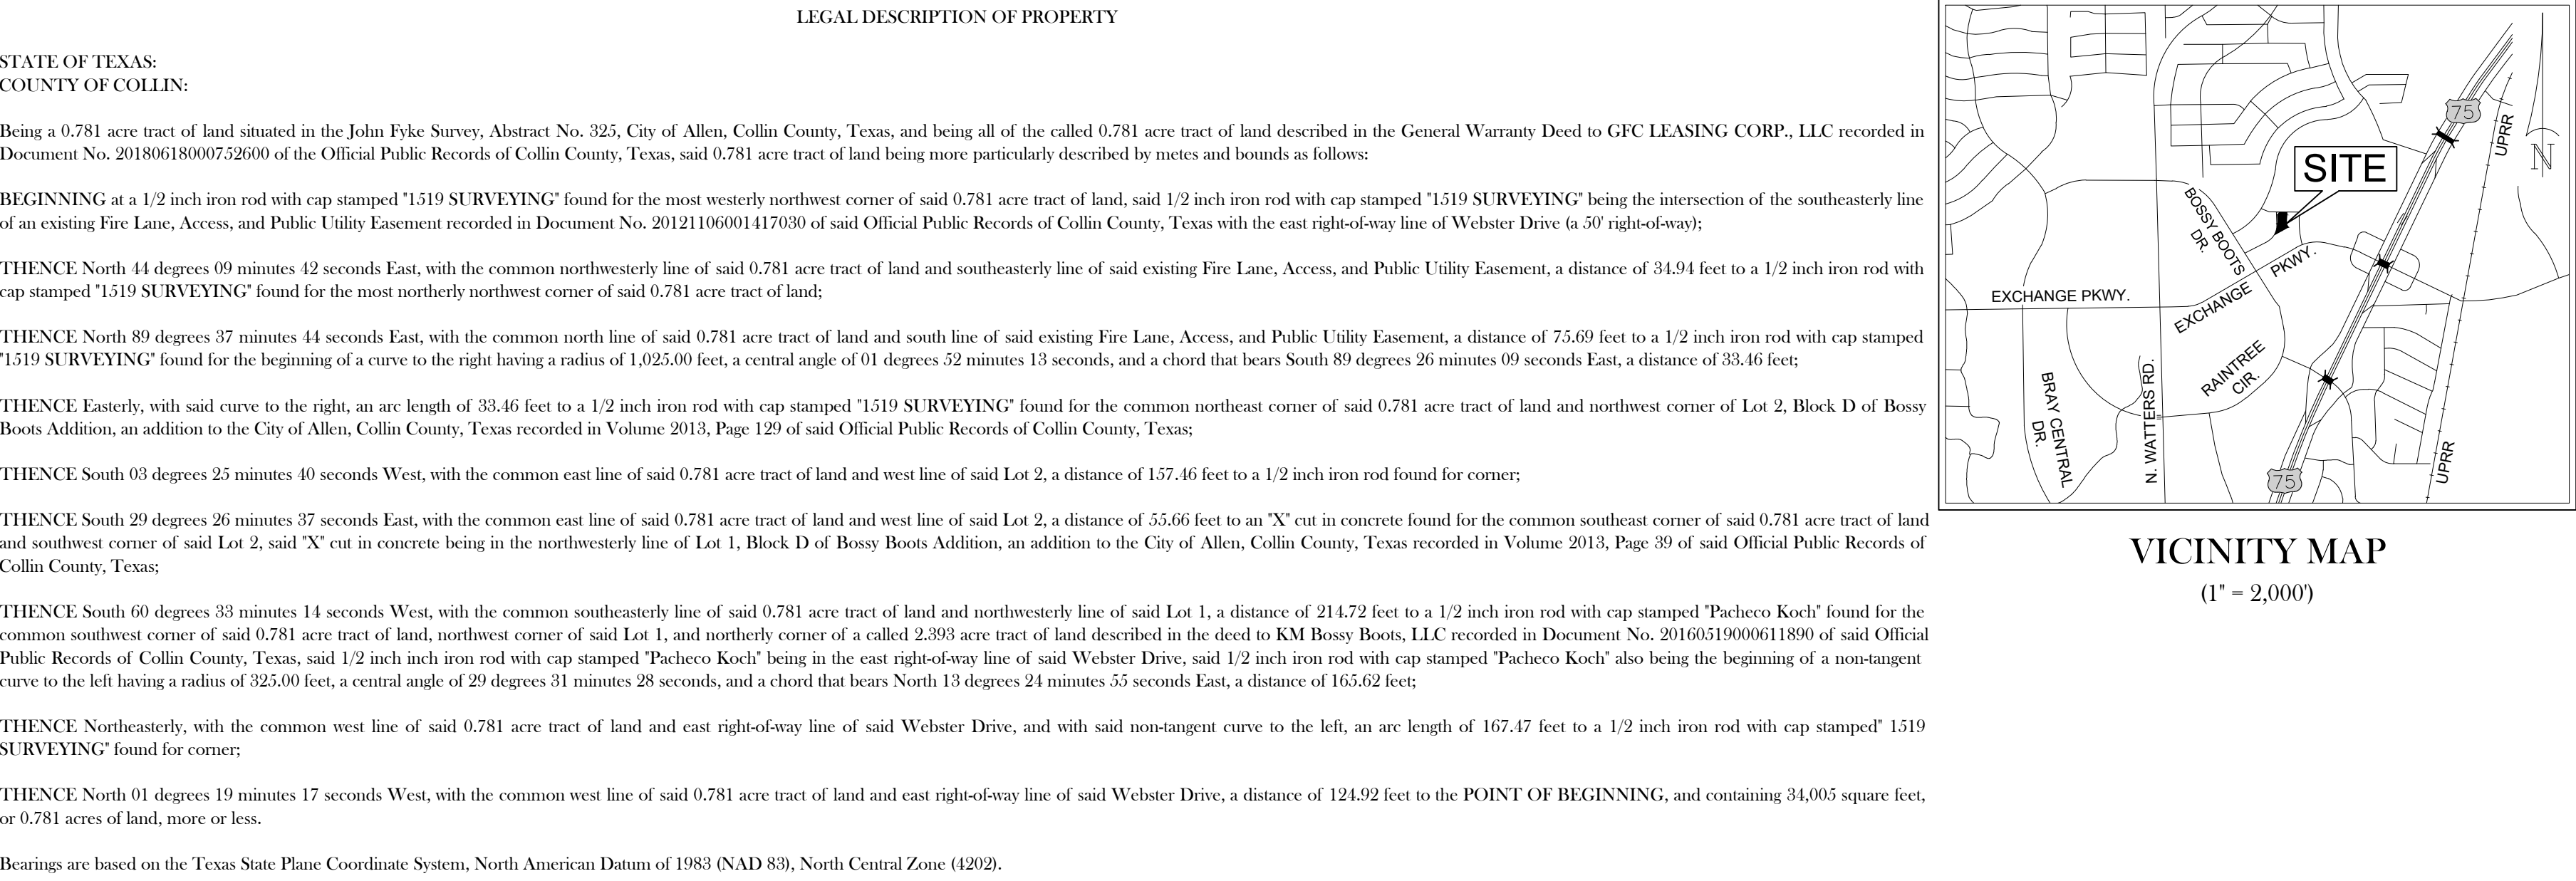 LEGAL DESCRIPTION OF PROPERTY
STATE OF TEXAS:
COUNTY OF COLLIN:
Being a 0.781 acre tract of land situated in the John Fyke Survey, Abstract No. 325, City of Allen, Collin County, Texas, and being all of the called 0.781 acre tract of land described in the General Warranty Deed to GFC LEASING CORP., LLC recorded in
Document No. 20180618000752600 of the Official Public Records of Collin County, Texas, said 0.781 acre tract of land being more particularly described by metes and bounds as follows:
BEGINNING at a 1/2 inch iron rod with cap stamped "1519 SURVEYING" found for the most westerly northwest corner of said 0.781 acre tract of land, said 1/2 inch iron rod with cap stamped "1519 SURVEYING" being the intersection of the southeasterly line
of an existing Fire Lane, Access, and Public Utility Easement recorded in Document No. 20121106001417030 of said Official Public Records of Collin County, Texas with the east right-of-way line of Webster Drive (a 50' right-of-way);
THENCE North 44 degrees 09 minutes 42 seconds East, with the common northwesterly line of said 0.781 acre tract of land and southeasterly line of said existing Fire Lane, Access, and Public Utility Easement, a distance of 34.94 feet to a 1/2 inch iron rod with
cap stamped "1519 SURVEYING" found for the most northerly northwest corner of said 0.781 acre tract of land;
THENCE North 89 degrees 37 minutes 44 seconds East, with the common north line of said 0.781 acre tract of land and south line of said existing Fire Lane, Access, and Public Utility Easement, a distance of 75.69 feet to a 1/2 inch iron rod with cap stamped
"1519 SURVEYING" found for the beginning of a curve to the right having a radius of 1,025.00 feet, a central angle of 01 degrees 52 minutes 13 seconds, and a chord that bears South 89 degrees 26 minutes 09 seconds East, a distance of 33.46 feet;
THENCE Easterly, with said curve to the right, an arc length of 33.46 feet to a 1/2 inch iron rod with cap stamped "1519 SURVEYING" found for the common northeast corner of said 0.781 acre tract of land and northwest corner of Lot 2, Block D of Bossy
Boots Addition, an addition to the City of Allen, Collin County, Texas recorded in Volume 2013, Page 129 of said Official Public Records of Collin County, Texas;
THENCE South 03 degrees 25 minutes 40 seconds West, with the common east line of said 0.781 acre tract of land and west line of said Lot 2, a distance of 157.46 feet to a 1/2 inch iron rod found for corner;
THENCE South 29 degrees 26 minutes 37 seconds East, with the common east line of said 0.781 acre tract of land and west line of said Lot 2, a distance of 55.66 feet to an "X" cut in concrete found for the common southeast corner of said 0.781 acre tract of land
and southwest corner of said Lot 2, said "X" cut in concrete being in the northwesterly line of Lot 1, Block D of Bossy Boots Addition, an addition to the City of Allen, Collin County, Texas recorded in Volume 2013, Page 39 of said Official Public Records of
Collin County, Texas;
THENCE South 60 degrees 33 minutes 14 seconds West, with the common southeasterly line of said 0.781 acre tract of land and northwesterly line of said Lot 1, a distance of 214.72 feet to a 1/2 inch iron rod with cap stamped "Pacheco Koch" found for the
common southwest corner of said 0.781 acre tract of land, northwest corner of said Lot 1, and northerly corner of a called 2.393 acre tract of land described in the deed to KM Bossy Boots, LLC recorded in Document No. 20160519000611890 of said Official
Public Records of Collin County, Texas, said 1/2 inch inch iron rod with cap stamped "Pacheco Koch" being in the east right-of-way line of said Webster Drive, said 1/2 inch iron rod with cap stamped "Pacheco Koch" also being the beginning of a non-tangent
curve to the left having a radius of 325.00 feet, a central angle of 29 degrees 31 minutes 28 seconds, and a chord that bears North 13 degrees 24 minutes 55 seconds East, a distance of 165.62 feet;
THENCE Northeasterly, with the common west line of said 0.781 acre tract of land and east right-of-way line of said Webster Drive, and with said non-tangent curve to the left, an arc length of 167.47 feet to a 1/2 inch iron rod with cap stamped" 1519
SURVEYING" found for corner;
THENCE North 01 degrees 19 minutes 17 seconds West, with the common west line of said 0.781 acre tract of land and east right-of-way line of said Webster Drive, a distance of 124.92 feet to the POINT OF BEGINNING, and containing 34,005 square feet,
or 0.781 acres of land, more or less.
Bearings are based on the Texas State Plane Coordinate System, North American Datum of 1983 (NAD 83), North Central Zone (4202).
75
UPRR
N
SITE
BOSSY BOOTS
DR.
PKWY.
EXCHANGE PKWY.
EXCHANGE
RAINTREE
CIR.
BRAY CENTRAL
DR.
N. WATTERS RD.
UPRR
75
VICINITY MAP
(1" = 2,000')